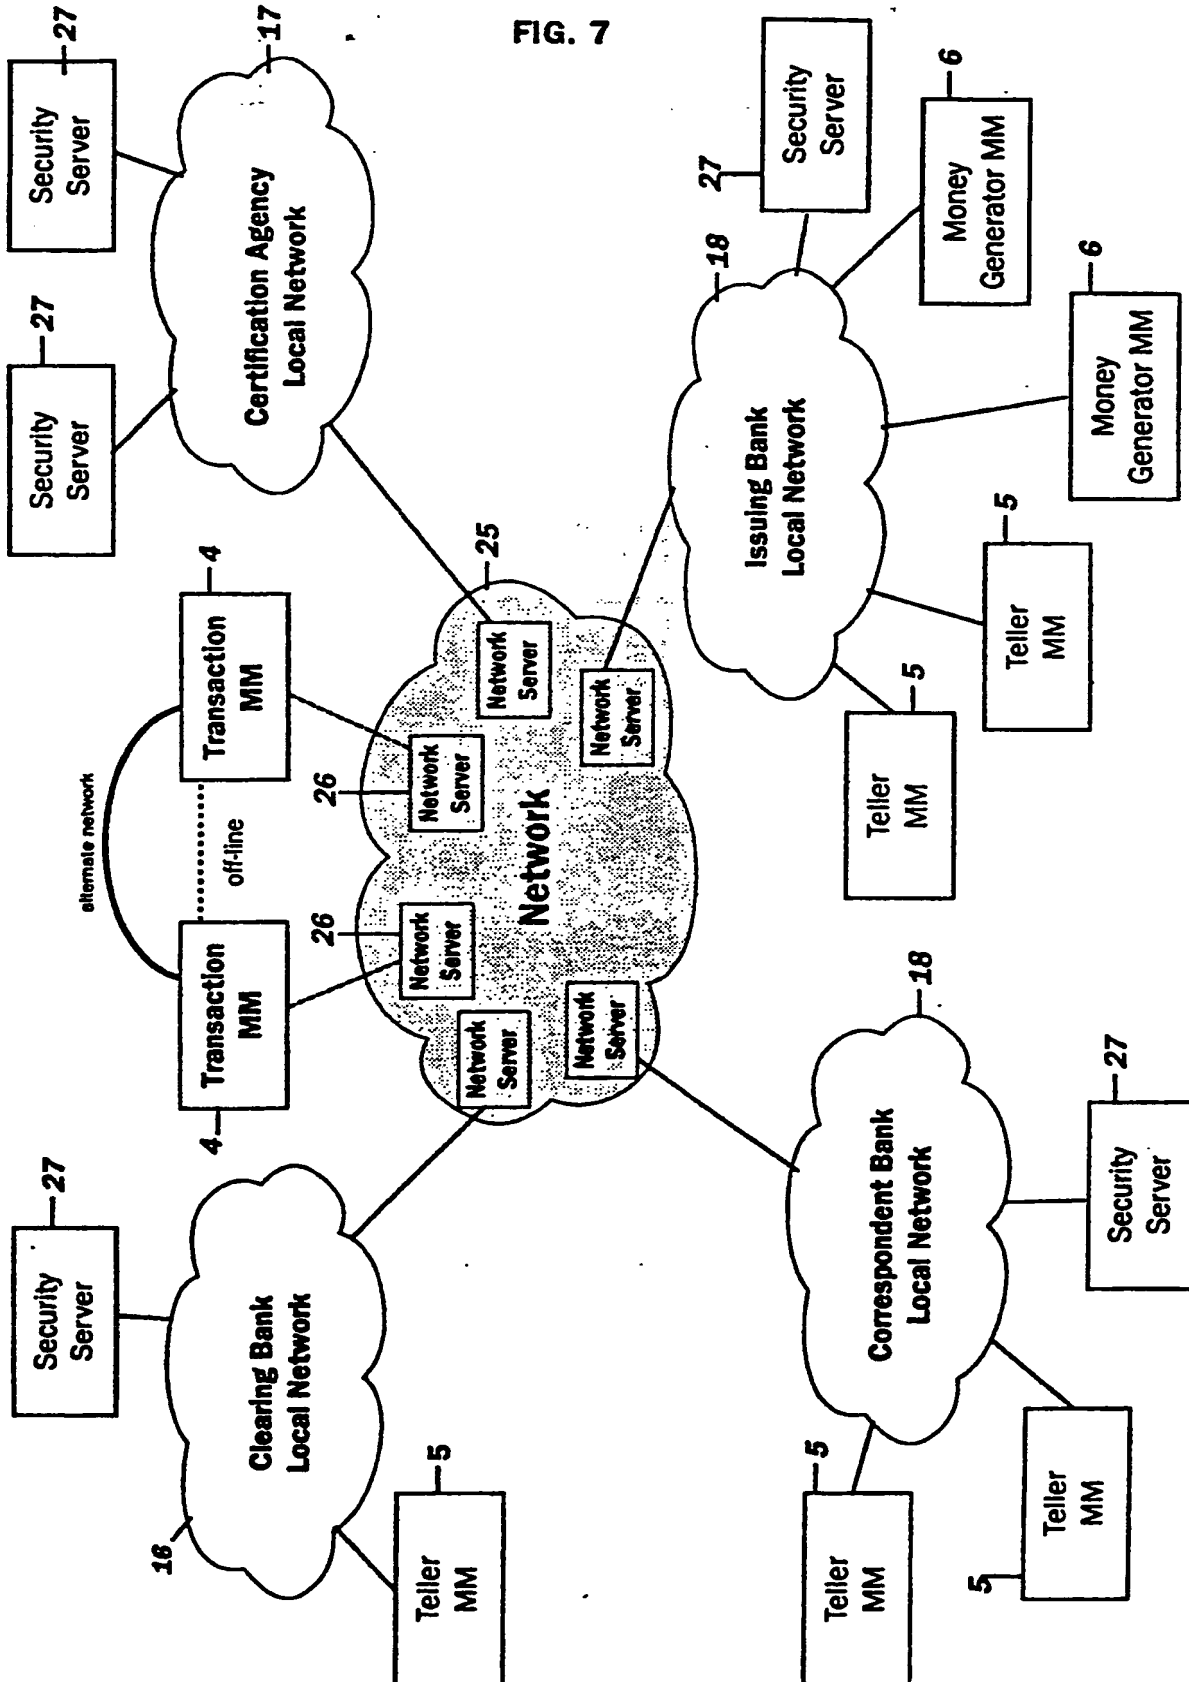 FIG. 7
Security
Server
27
Clearing Bank
Local Network
16
Teller
MM
5
Transaction
MM
4
alternate network
off-line
Transaction
MM
4
Security
Server
27
Security
Server
27
Certification Agency
Local Network
17
Network
25
Network
Server
Network
Server
26
Network
Server
26
Network
Server
Network
Server
Network
Server
Correspondent Bank
Local Network
18
Teller
MM
5
Teller
MM
5
Security
Server
27
Issuing Bank
Local Network
18
Teller
MM
5
Teller
MM
5
Money
Generator MM
6
Money
Generator MM
6
Security
Server
27